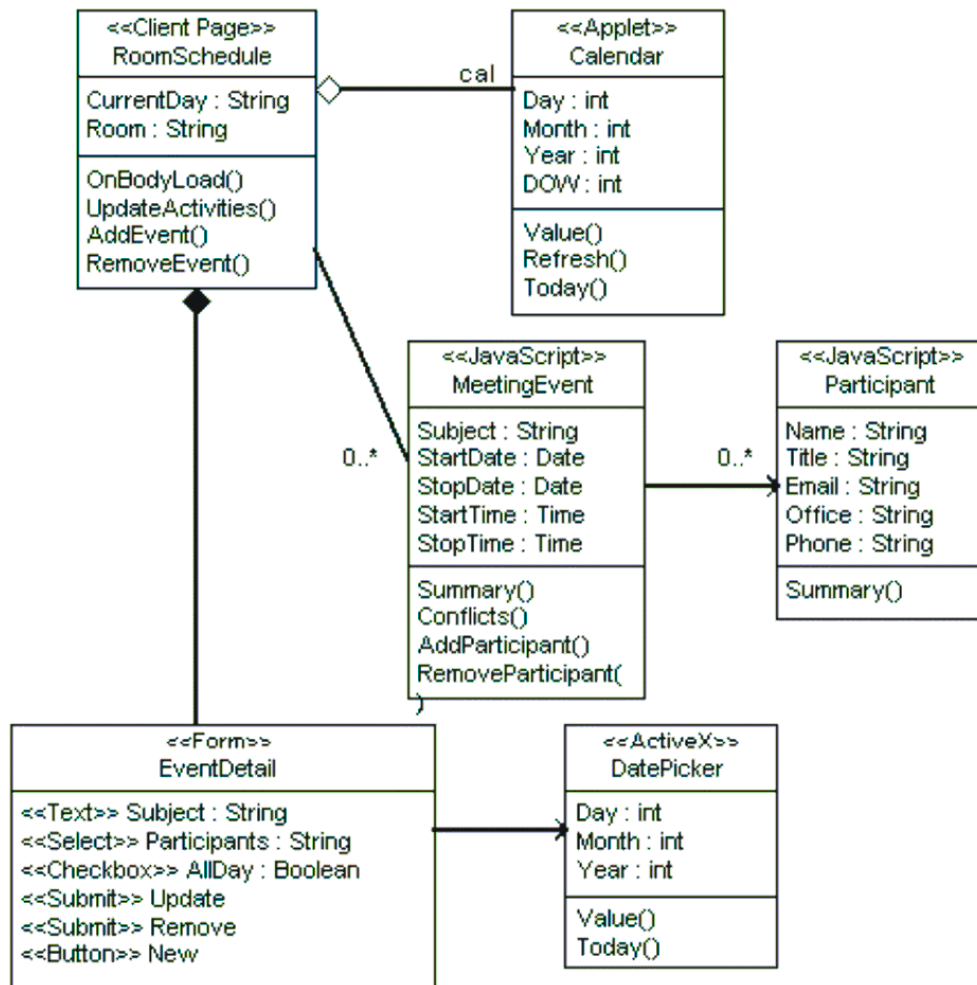 <<Client Page>>
RoomSchedule
CurrentDay : String
Room : String
OnBodyLoad()
UpdateActivities()
AddEvent()
RemoveEvent()
cal
<<Applet>>
Calendar
Day : int
Month : int
Year : int
DOW : int
Value()
Refresh()
Today()
0..*
<<JavaScript>>
MeetingEvent
Subject : String
StartDate : Date
StopDate : Date
StartTime : Time
StopTime : Time
Summary()
Conflicts()
AddParticipant()
RemoveParticipant(
)
0..*
<<JavaScript>>
Participant
Name : String
Title : String
Email : String
Office : String
Phone : String
Summary()
<<Form>>
EventDetail
<<Text>> Subject : String
<<Select>> Participants : String
<<Checkbox>> AllDay : Boolean
<<Submit>> Update
<<Submit>> Remove
<<Button>> New
<<ActiveX>>
DatePicker
Day : int
Month : int
Year : int
Value()
Today()